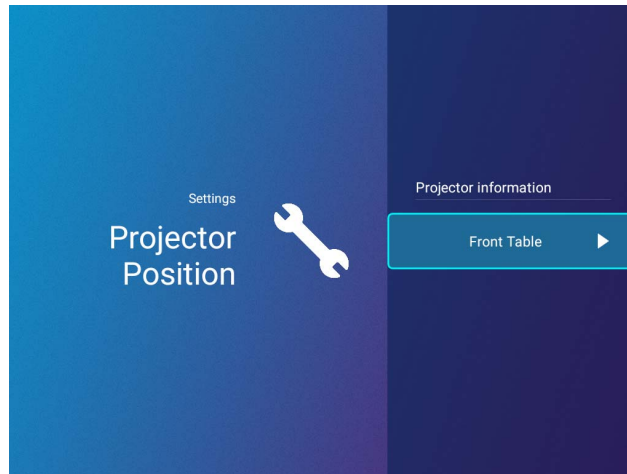 Settings
Projector
Position
Projector information
Front Table